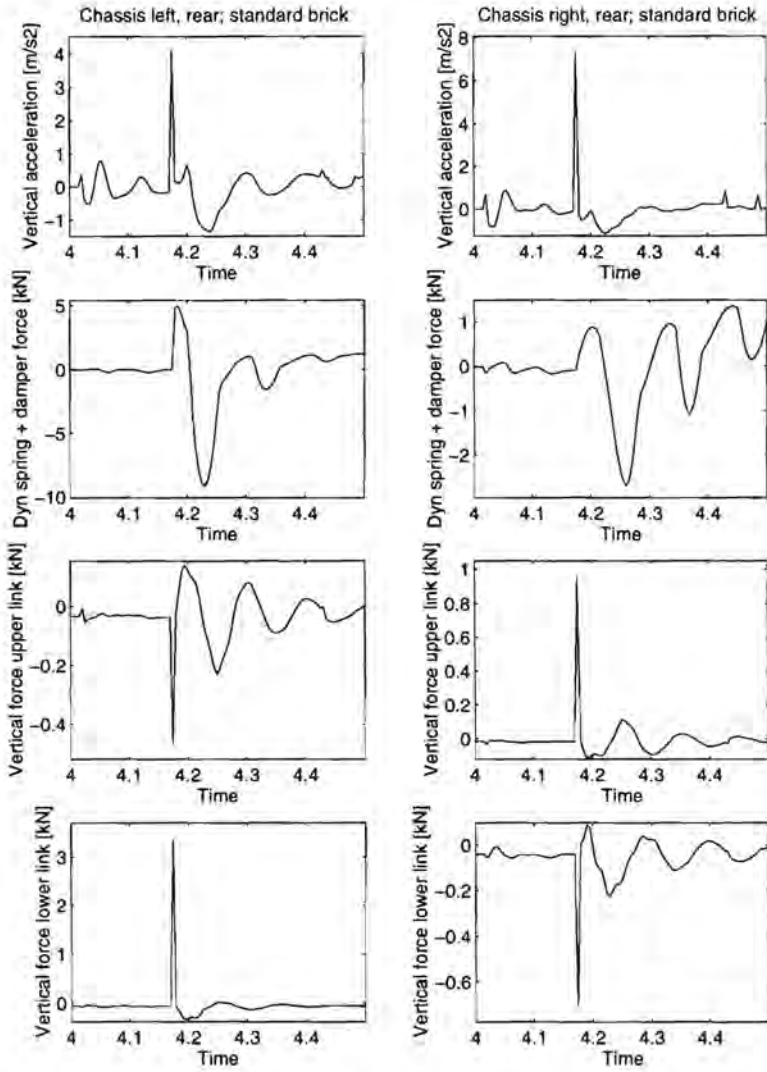 Chassis left, rear; standard brick
Chassis right, rear; standard brick
Vertical acceleration [m/s2]
4
3
2
1
0
−1
4 4.1 4.2 4.3 4.4
Time
Vertical acceleration [m/s2]
8
6
4
2
0
4 4.1 4.2 4.3 4.4
Time
Dyn spring + damper force [kN]
5
0
−5
−10
4 4.1 4.2 4.3 4.4
Time
Dyn spring + damper force [kN]
1
0
−1
−2
4 4.1 4.2 4.3 4.4
Time
Vertical force upper link [kN]
0
−0.2
−0.4
4 4.1 4.2 4.3 4.4
Time
Vertical force upper link [kN]
1
0.8
0.6
0.4
0.2
0
4 4.1 4.2 4.3 4.4
Time
Vertical force lower link [kN]
3
2
1
0
4 4.1 4.2 4.3 4.4
Time
Vertical force lower link [kN]
0
−0.2
−0.4
−0.6
4 4.1 4.2 4.3 4.4
Time